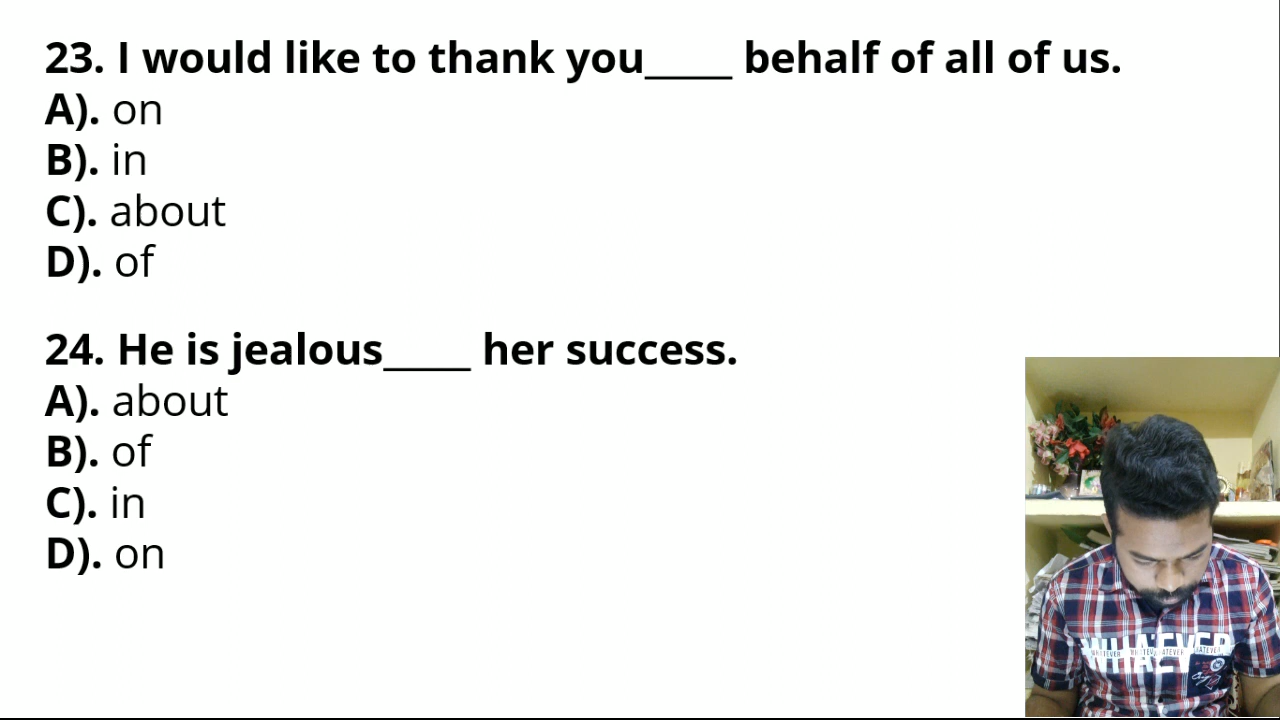 23. I would like to thank you_____ behalf of all of us.
A). on
B). in
C). about
D). of
24. He is jealous_____ her success.
A). about
B). of
C). in
D). on
WHATEVER